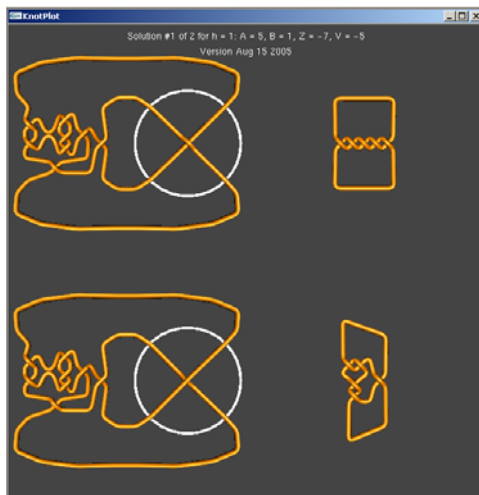 KnotPlot
Solution #1 of 2 for h = 1: A = 5, B = 1, Z = -7, V = -5
Version Aug 15 2005